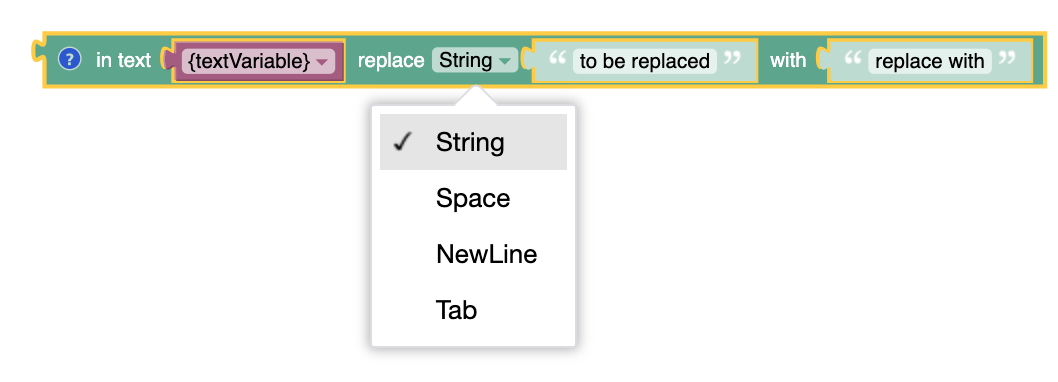 ? in text {textVariable} replace String “ to be replaced ” with “ replace with ”
✓ String
Space
NewLine
Tab